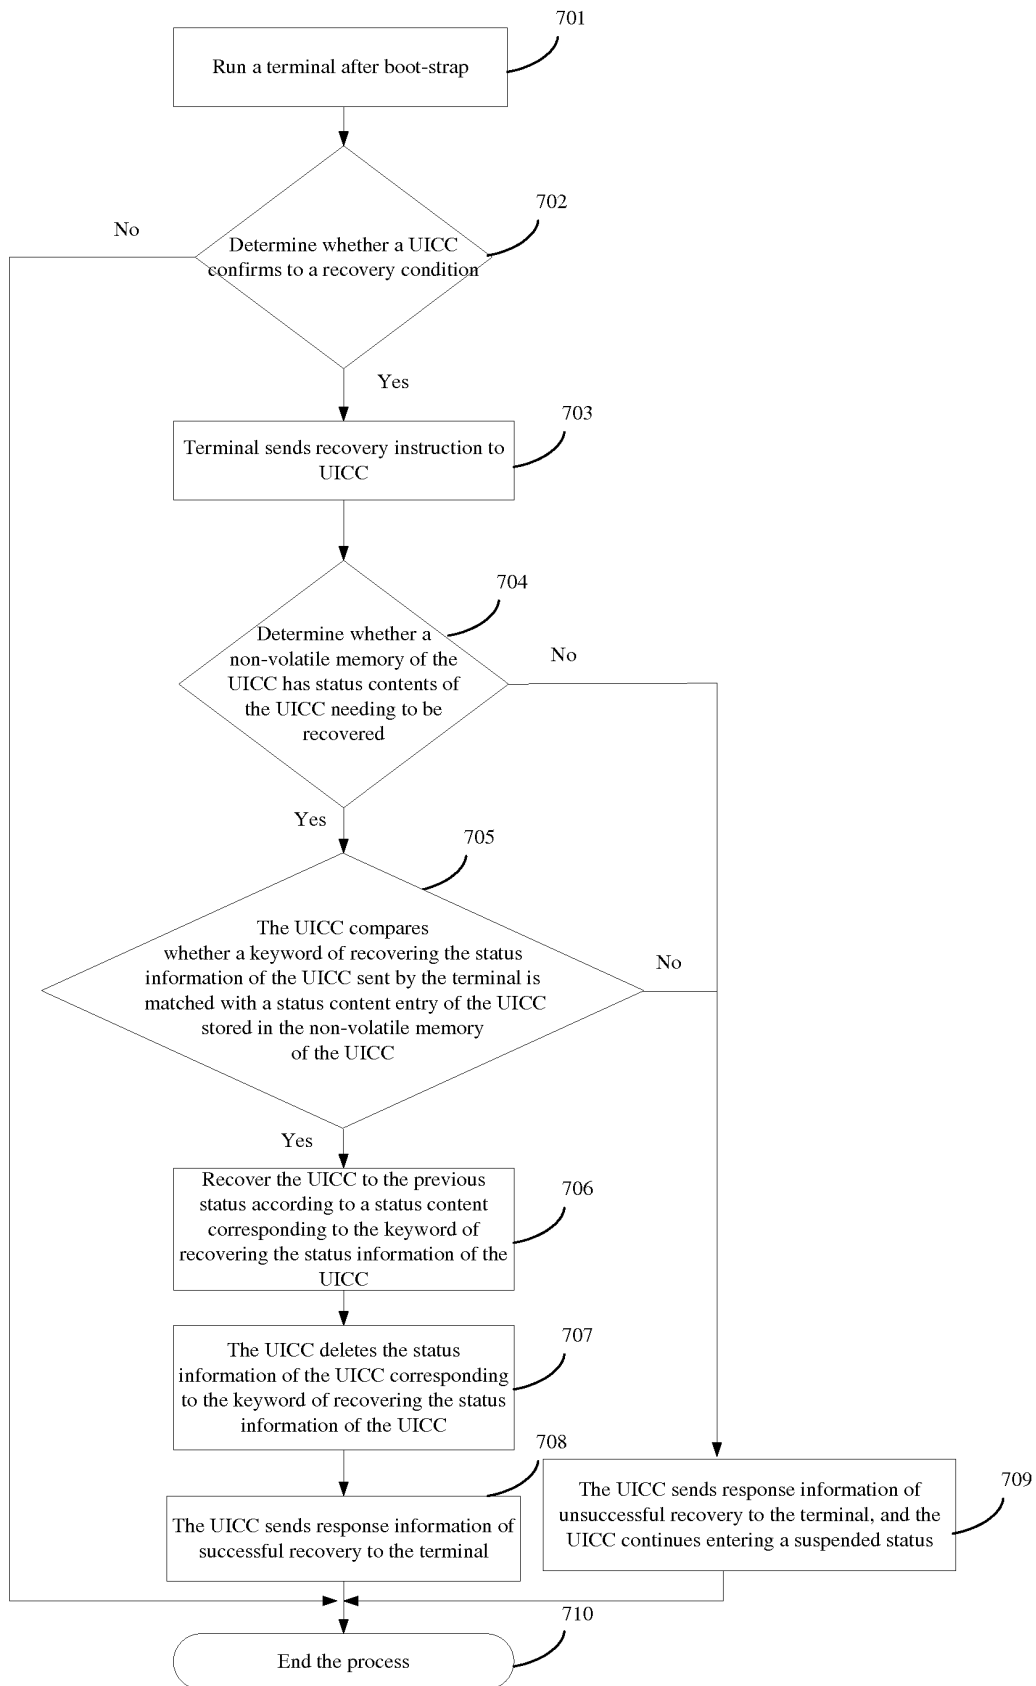 701
Run a terminal after boot-strap
702
No
Determine whether a UICC
confirms to a recovery condition
Yes
703
Terminal sends recovery instruction to
UICC
704
Determine whether a
non-volatile memory of the
UICC has status contents of
the UICC needing to be
recovered
No
Yes
705
The UICC compares
whether a keyword of recovering the status
information of the UICC sent by the terminal is
matched with a status content entry of the UICC
stored in the non-volatile memory
of the UICC
No
Yes
706
Recover the UICC to the previous
status according to a status content
corresponding to the keyword of
recovering the status information of the
UICC
707
The UICC deletes the status
information of the UICC corresponding
to the keyword of recovering the status
information of the UICC
708
The UICC sends response information of
successful recovery to the terminal
709
The UICC sends response information of
unsuccessful recovery to the terminal, and the
UICC continues entering a suspended status
710
End the process